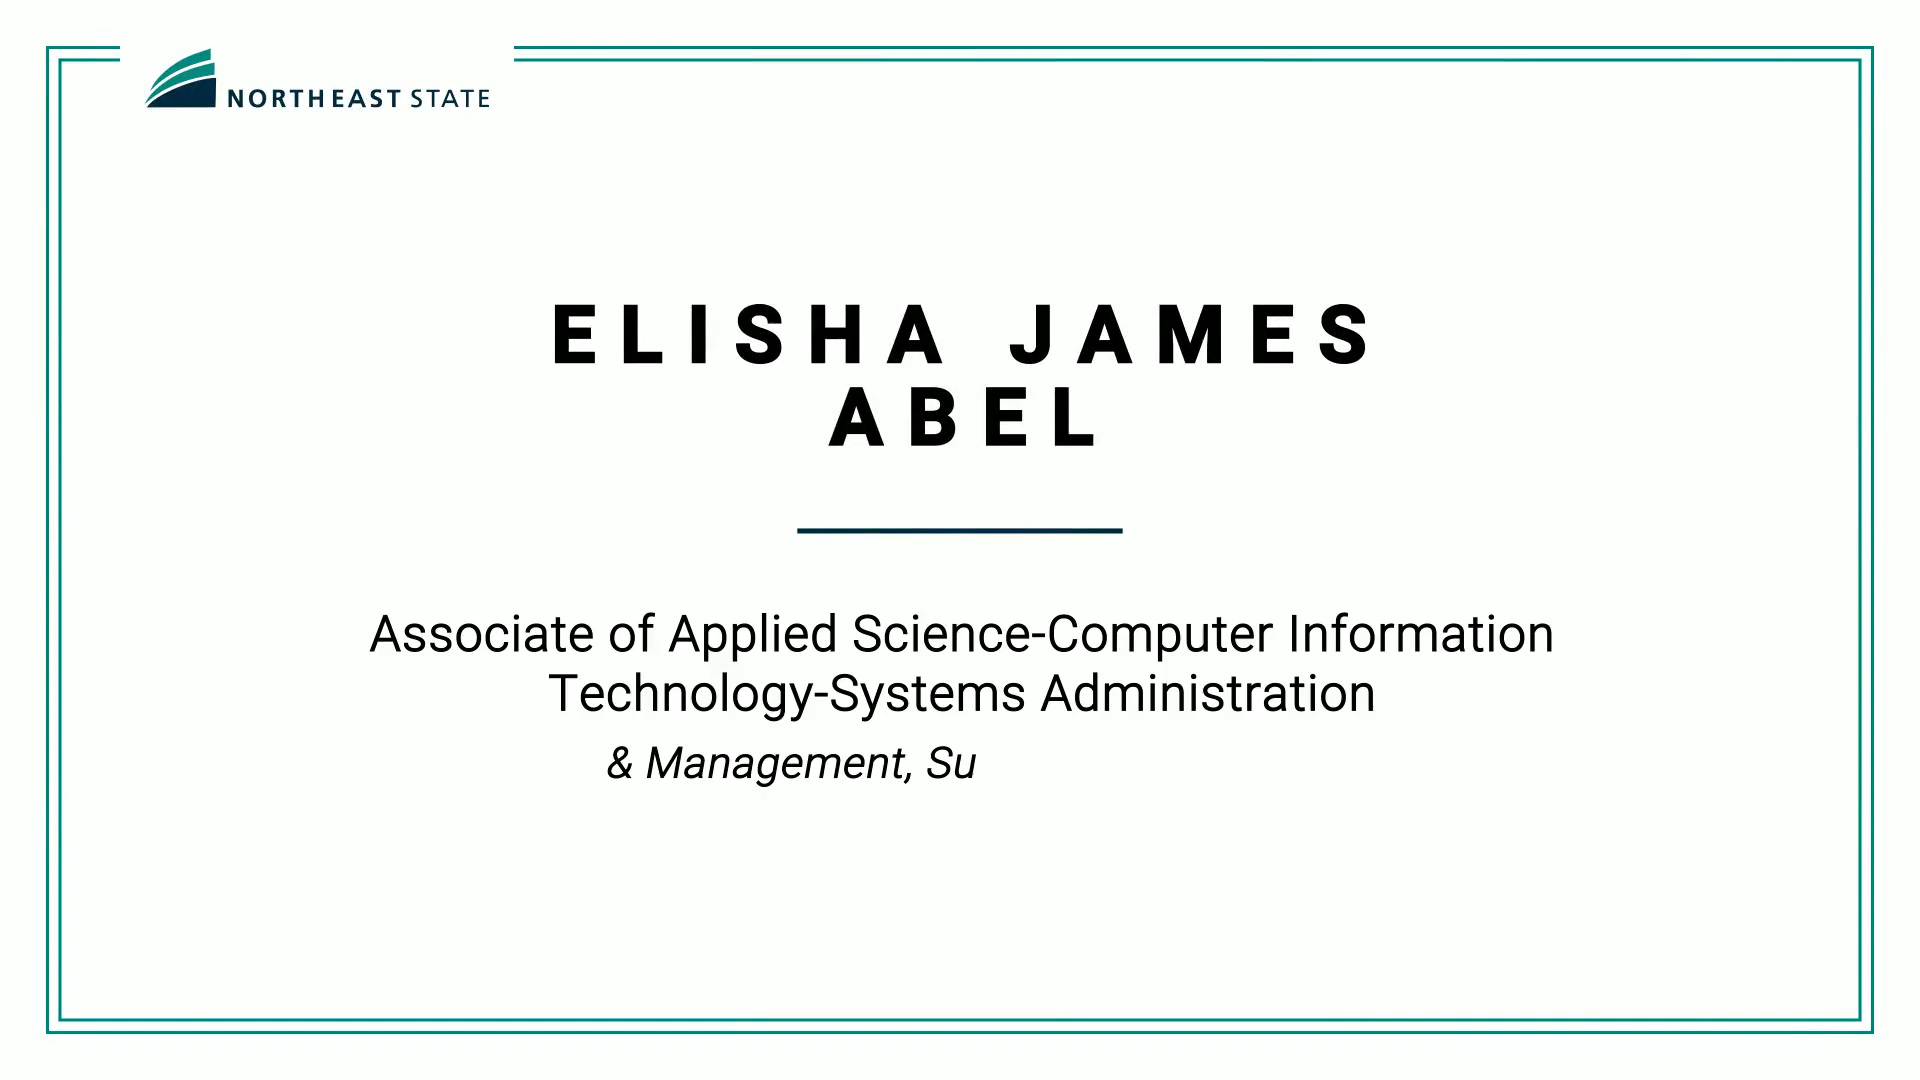 NORTHEAST STATE
ELISHA JAMES
ABEL
Associate of Applied Science-Computer Information
Technology-Systems Administration
& Management, Su